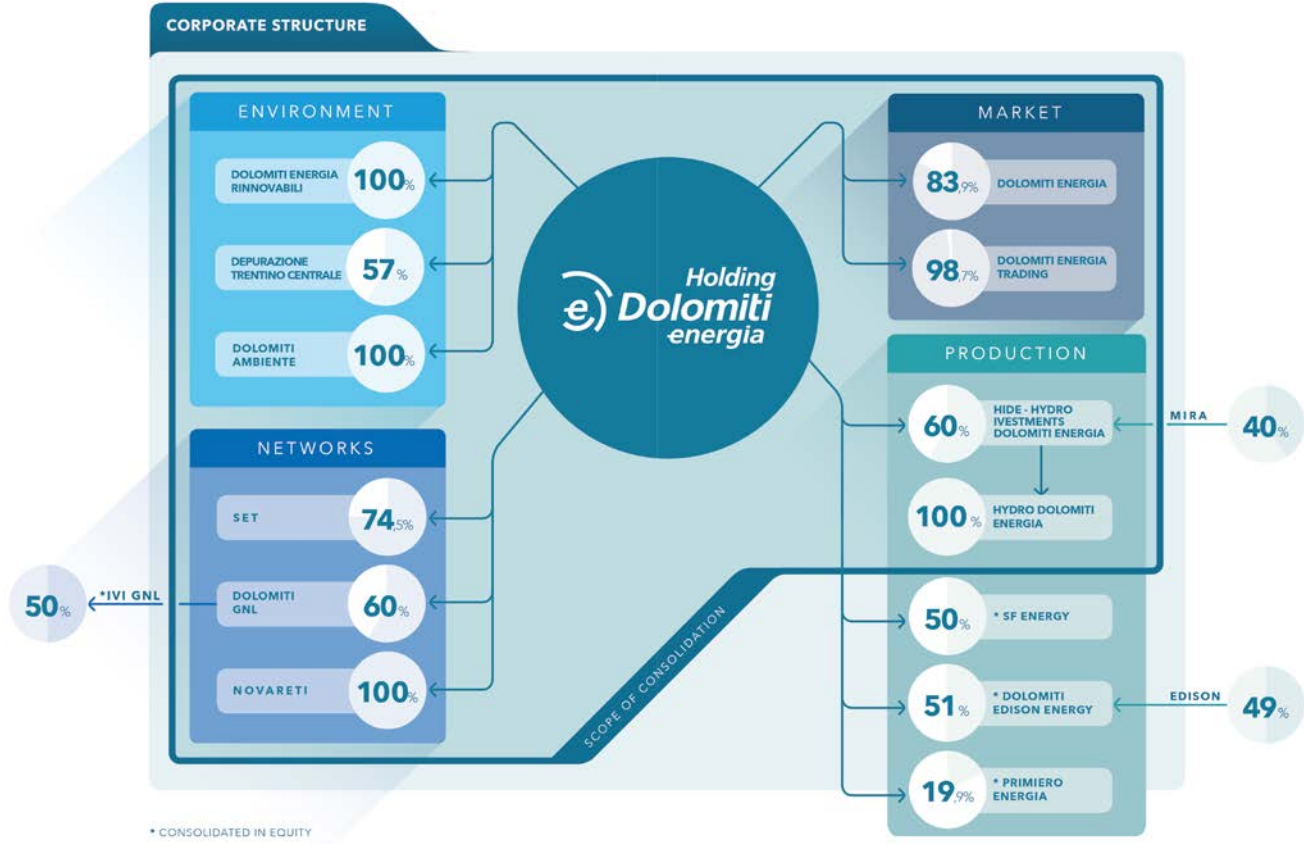 CORPORATE STRUCTURE
ENVIRONMENT
DOLOMITI ENERGIA
RINNOVABILI
100%
DEPURAZIONE
TRENTINO CENTRALE
57%
DOLOMITI
AMBIENTE
100%
NETWORKS
SET
74,5%
DOLOMITI
GNL
60%
*IVI GNL
50%
NOVARETI
100%
Holding
e) Dolomiti
energia
MARKET
83,9%
DOLOMITI ENERGIA
98,7%
DOLOMITI ENERGIA
TRADING
PRODUCTION
60%
HIDE - HYDRO
IVESTMENTS
DOLOMITI ENERGIA
MIRA
40%
100%
HYDRO DOLOMITI
ENERGIA
50%
* SF ENERGY
51%
* DOLOMITI
EDISON ENERGY
EDISON
49%
19,9%
* PRIMIERO
ENERGIA
SCOPE OF CONSOLIDATION
* CONSOLIDATED IN EQUITY